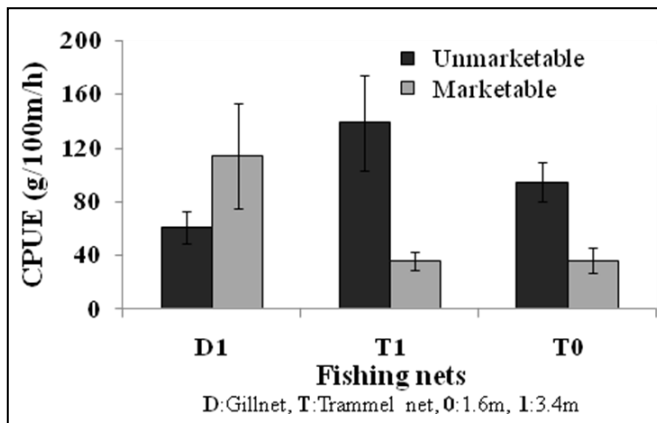 200
160
120
80
40
0
CPUE (g/100m/h)
Unmarketable
Marketable
D1 T1 T0
Fishing nets
D:Gillnet, T:Trammel net, 0:1.6m, 1:3.4m